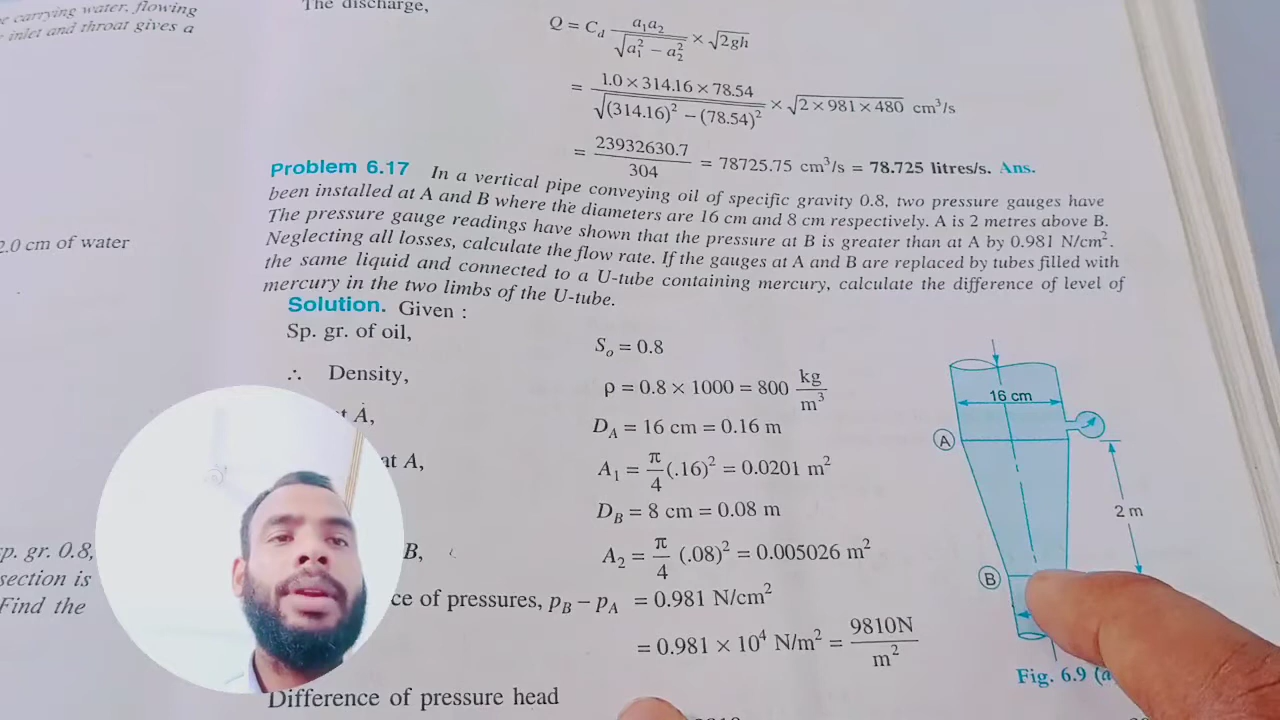 e carrying water, flowing
inlet and throat gives a
2.0 cm of water
p. gr. 0.8,
section is
Find the
The discharge,
Q = C_d a₁a₂ / √(a₁² − a₂²) × √2gh
= 1.0 × 314.16 × 78.54 / √((314.16)² − (78.54)²) × √(2 × 981 × 480) cm³/s
= 23932630.7 / 304 = 78725.75 cm³/s = 78.725 litres/s. Ans.
Problem 6.17 In a vertical pipe conveying oil of specific gravity 0.8, two pressure gauges have
been installed at A and B where the diameters are 16 cm and 8 cm respectively. A is 2 metres above B.
The pressure gauge readings have shown that the pressure at B is greater than at A by 0.981 N/cm².
Neglecting all losses, calculate the flow rate. If the gauges at A and B are replaced by tubes filled with
the same liquid and connected to a U-tube containing mercury, calculate the difference of level of
mercury in the two limbs of the U-tube.
Solution. Given :
Sp. gr. of oil, S_o = 0.8
∴ Density, ρ = 0.8 × 1000 = 800 kg/m³
A, D_A = 16 cm = 0.16 m
at A, A₁ = π/4 (.16)² = 0.0201 m²
D_B = 8 cm = 0.08 m
B, A₂ = π/4 (.08)² = 0.005026 m²
ce of pressures, p_B − p_A = 0.981 N/cm²
= 0.981 × 10⁴ N/m² = 9810N/m²
Difference of pressure head
16 cm
A
2 m
B
Fig. 6.9 (a